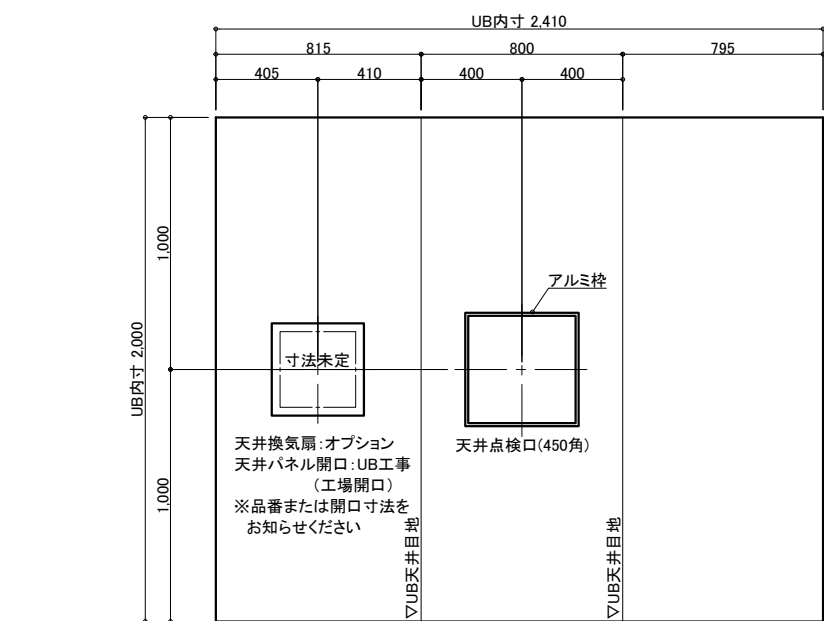 UB内寸 2,410
815
800
795
405
410
400
400
1,000
UB内寸 2,000
1,000
アルミ枠
寸法未定
天井換気扇:オプション
天井パネル開口:UB工事
(工場開口)
※品番または開口寸法を
お知らせください
天井点検口(450角)
▽UB天井目地
▽UB天井目地